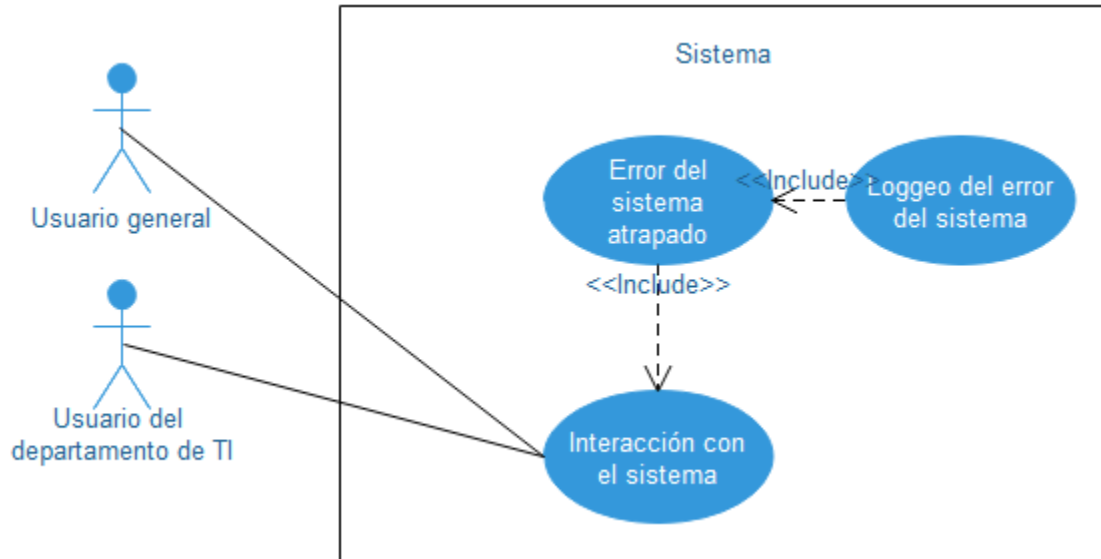 Sistema
Usuario general
Usuario del
departamento de TI
Error del
sistema
atrapado
<<Include>>
Loggeo del error
del sistema
<<Include>>
Interacción con
el sistema